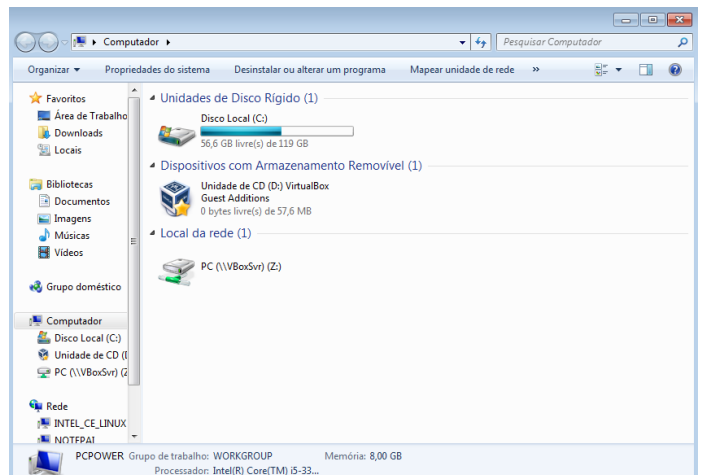 Computador
Pesquisar Computador
Organizar Propriedades do sistema Desinstalar ou alterar um programa Mapear unidade de rede »
Favoritos
Área de Trabalho
Downloads
Locais
Bibliotecas
Documentos
Imagens
Músicas
Vídeos
Grupo doméstico
Computador
Disco Local (C:)
Unidade de CD (I
PC (\\VBoxSvr) (Z
Rede
INTEL_CE_LINUX
NOTEPAI
Unidades de Disco Rígido (1)
Disco Local (C:)
56,6 GB livre(s) de 119 GB
Dispositivos com Armazenamento Removível (1)
Unidade de CD (D:) VirtualBox
Guest Additions
0 bytes livre(s) de 57,6 MB
Local da rede (1)
PC (\\VBoxSvr) (Z:)
PCPOWER Grupo de trabalho: WORKGROUP Memória: 8,00 GB
Processador: Intel(R) Core(TM) i5-33...